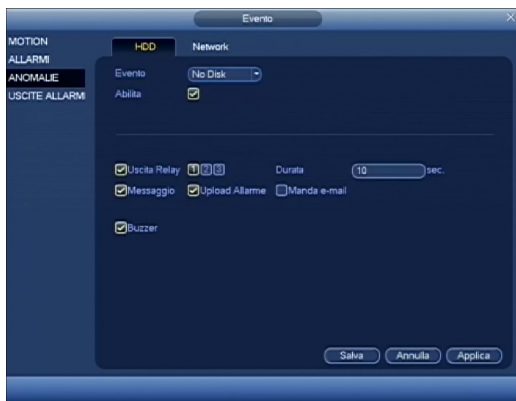 Evento
MOTION
ALLARMI
ANOMALIE
USCITE ALLARMI
HDD Network
Evento No Disk
Abilita
Uscita Relay 1 2 3 Durata 10 sec.
Messaggio Upload Allarme Manda e-mail
Buzzer
Salva Annulla Applica